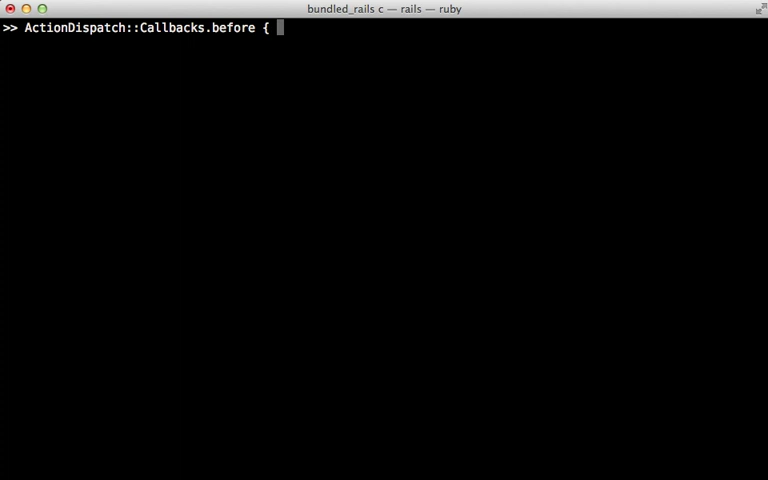 bundled_rails c — rails — ruby
>> ActionDispatch::Callbacks.before {